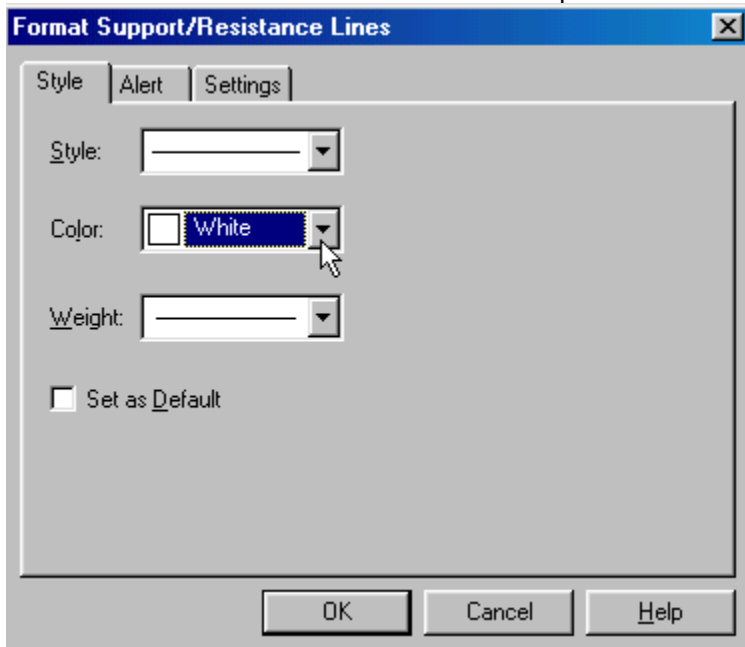 Format Support/Resistance Lines
Style Alert Settings
Style:
Color: White
Weight:
Set as Default
OK Cancel Help